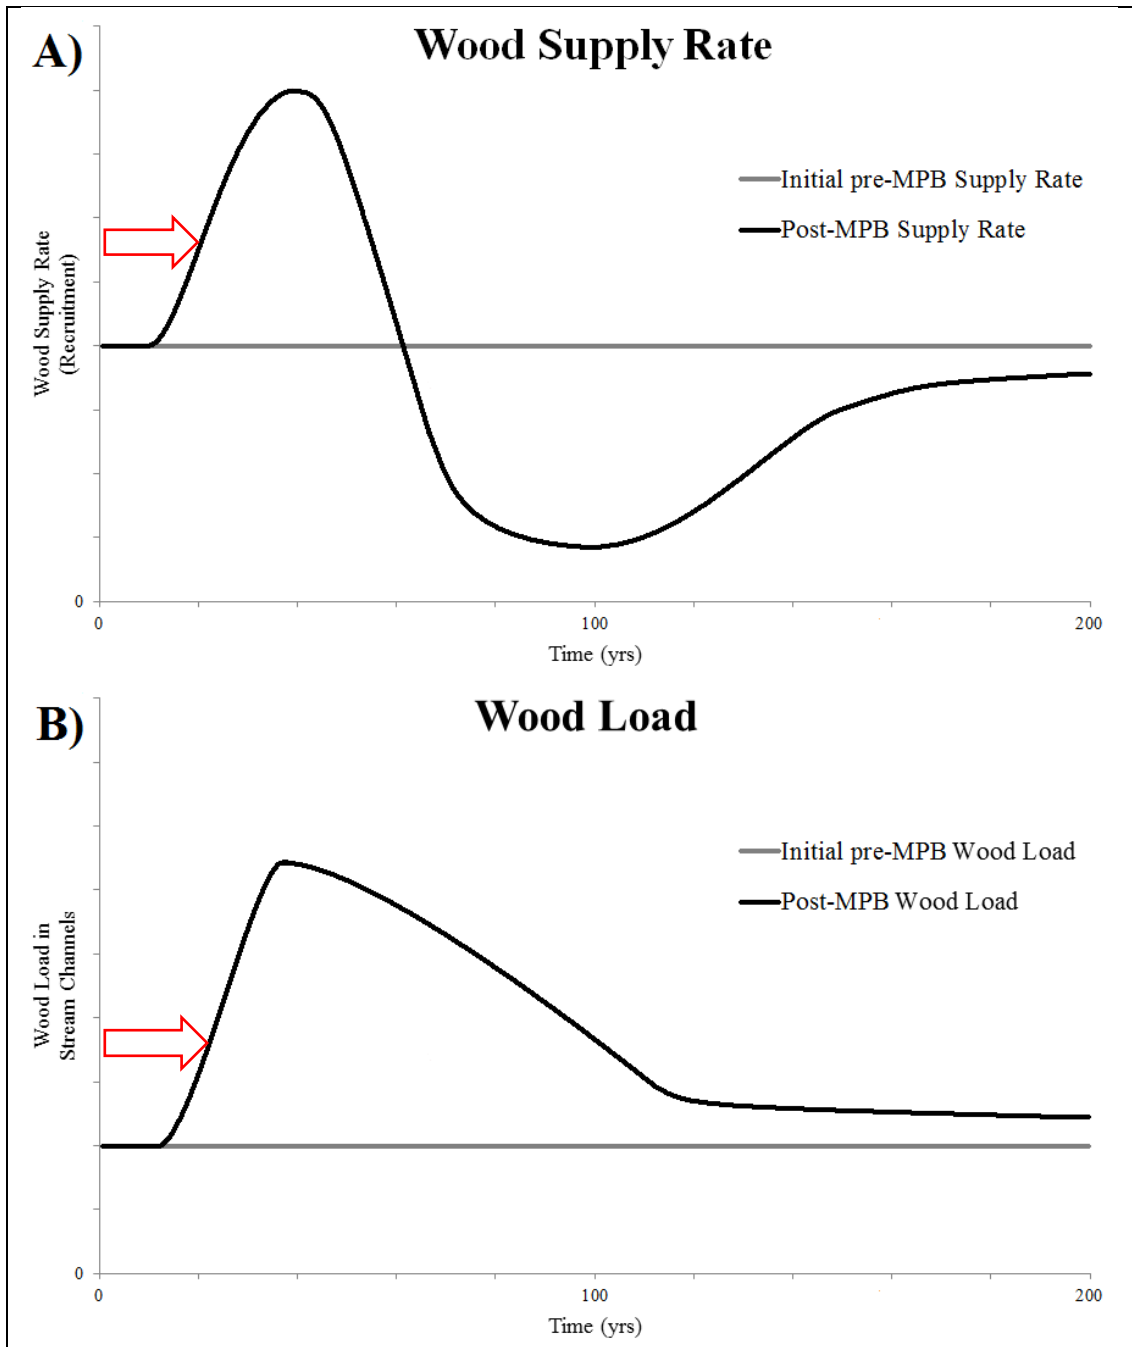 A)
Wood Supply Rate
Initial pre-MPB Supply Rate
Post-MPB Supply Rate
Wood Supply Rate
(Recruitment)
0
0
100
200
Time (yrs)
B)
Wood Load
Initial pre-MPB Wood Load
Post-MPB Wood Load
Wood Load in
Stream Channels
0
0
100
200
Time (yrs)